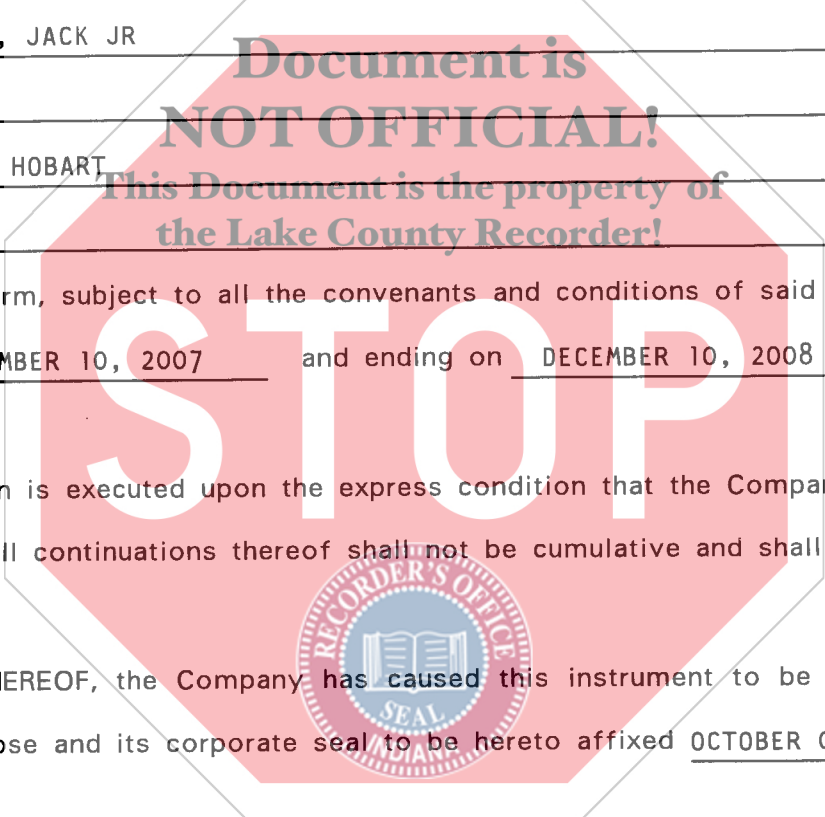 , JACK JR
Document is
NOT OFFICIAL!
HOBART
This Document is the property of
the Lake County Recorder!
rm, subject to all the convenants and conditions of said
MBER 10, 2007 and ending on DECEMBER 10, 2008
STOP
n is executed upon the express condition that the Compan
ll continuations thereof shall not be cumulative and shall
RECORDER'S OFFICE
SEAL
INDIANA
HEREOF, the Company has caused this instrument to be
ose and its corporate seal to be hereto affixed OCTOBER